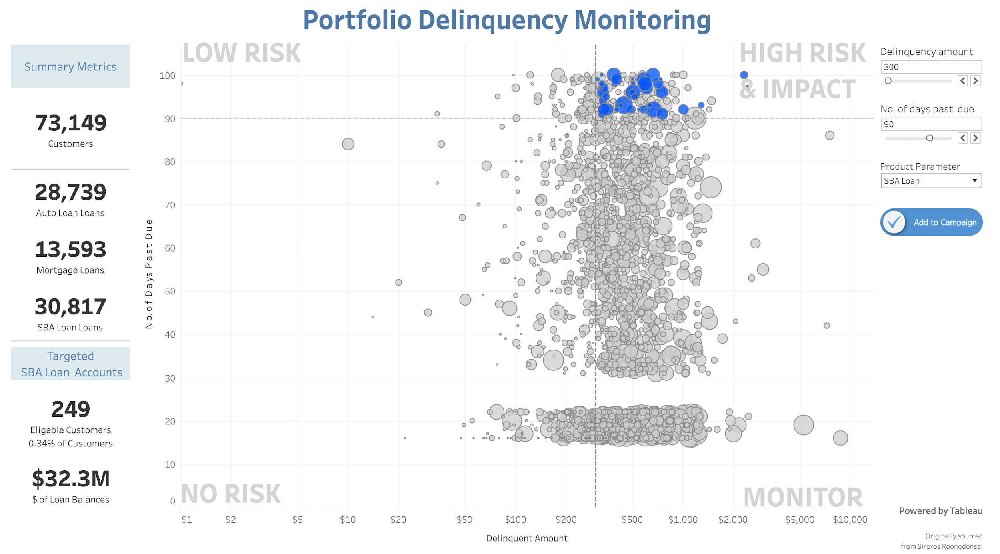 Portfolio Delinquency Monitoring
Summary Metrics
73,149
Customers
28,739
Auto Loan Loans
13,593
Mortgage Loans
30,817
SBA Loan Loans
Targeted
SBA Loan Accounts
249
Eligable Customers
0.34% of Customers
$32.3M
$ of Loan Balances
LOW RISK
HIGH RISK
& IMPACT
NO RISK
MONITOR
No. of Days Past Due
100
90
80
70
60
50
40
30
20
10
0
$1 $2 $5 $10 $20 $50 $100 $200 $500 $1,000 $2,000 $5,000 $10,000
Delinquent Amount
Delinquency amount
300
No. of days past due
90
Product Parameter
SBA Loan
Add to Campaign
Powered by Tableau
Originally sourced
from Siroros Roongdonsai